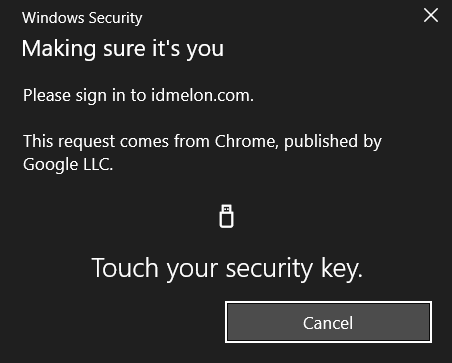 Windows Security
Making sure it's you
Please sign in to idmelon.com.
This request comes from Chrome, published by
Google LLC.
Touch your security key.
Cancel